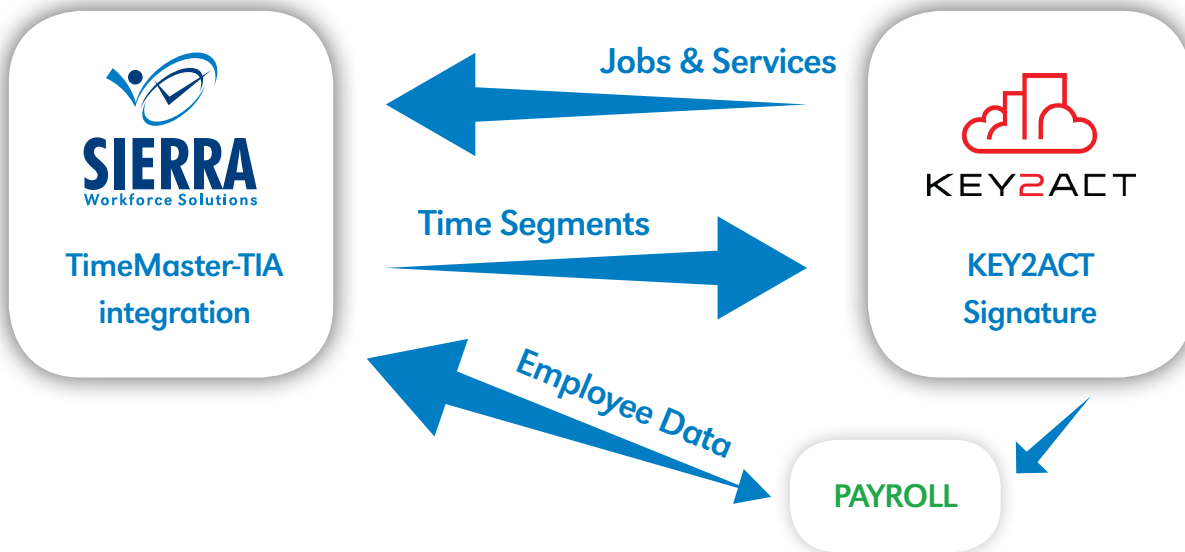 SIERRA
Workforce Solutions
TimeMaster-TIA
integration
Jobs & Services
Time Segments
Employee Data
KEY2ACT
KEY2ACT
Signature
PAYROLL